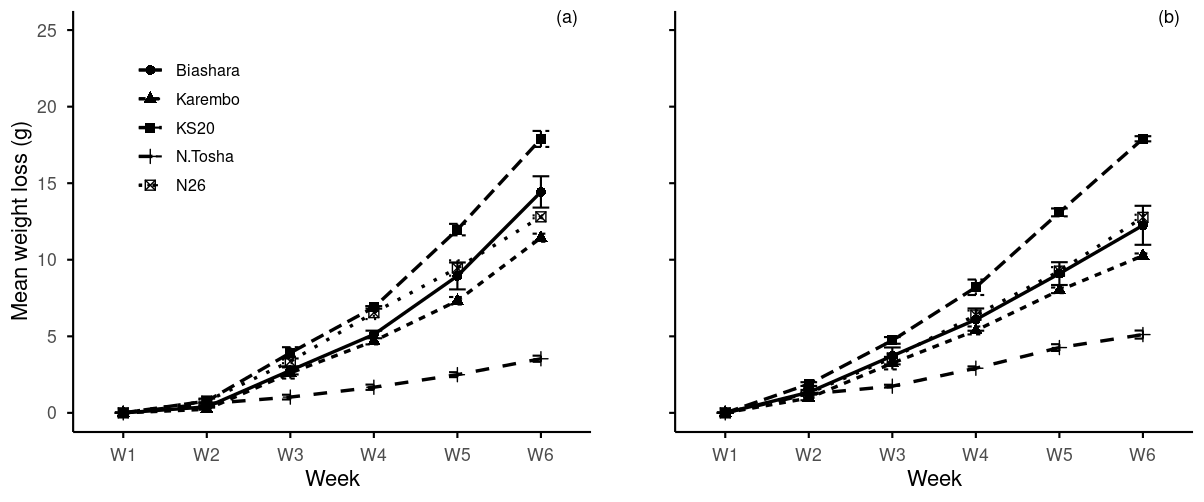 (a)
(b)
25
20
15
10
5
0
Mean weight loss (g)
Biashara
Karembo
KS20
N.Tosha
N26
W1 W2 W3 W4 W5 W6
Week
W1 W2 W3 W4 W5 W6
Week